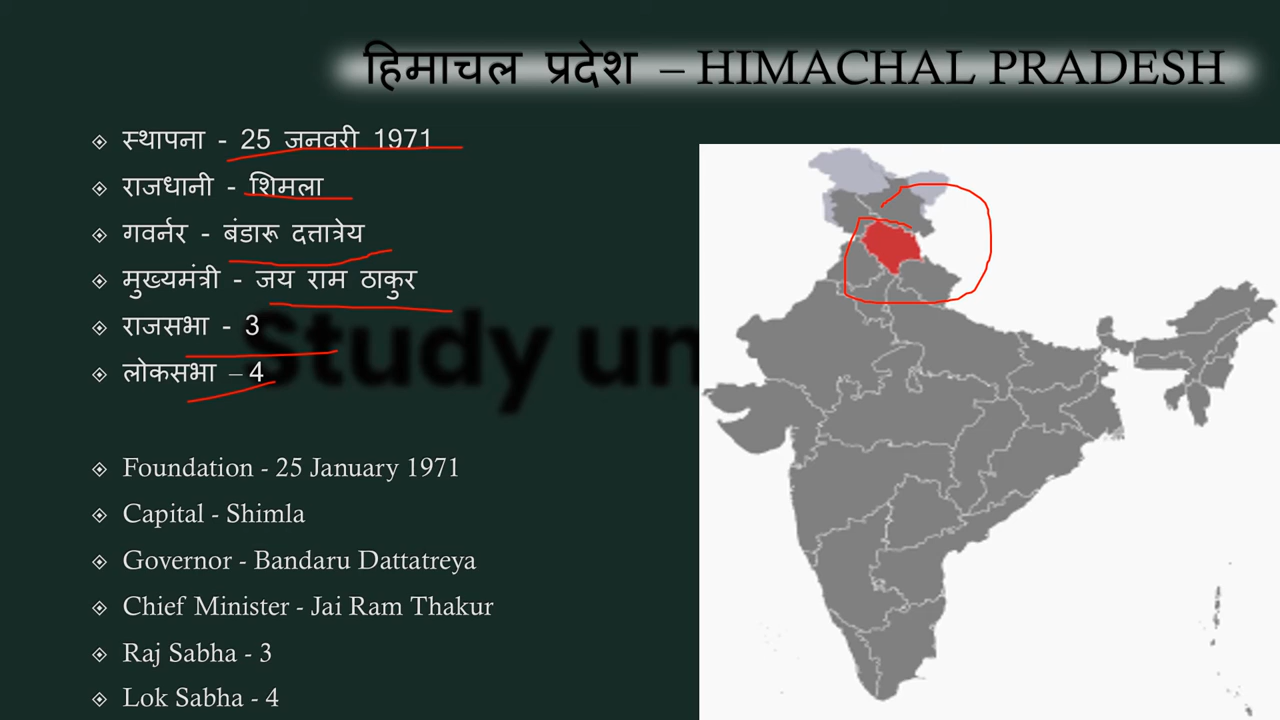 हिमाचल प्रदेश – HIMACHAL PRADESH
स्थापना - 25 जनवरी 1971
राजधानी - शिमला
गवर्नर - बंडारू दत्तात्रेय
मुख्यमंत्री - जय राम ठाकुर
राजसभा - 3
लोकसभा – 4
Study un
Foundation - 25 January 1971
Capital - Shimla
Governor - Bandaru Dattatreya
Chief Minister - Jai Ram Thakur
Raj Sabha - 3
Lok Sabha - 4